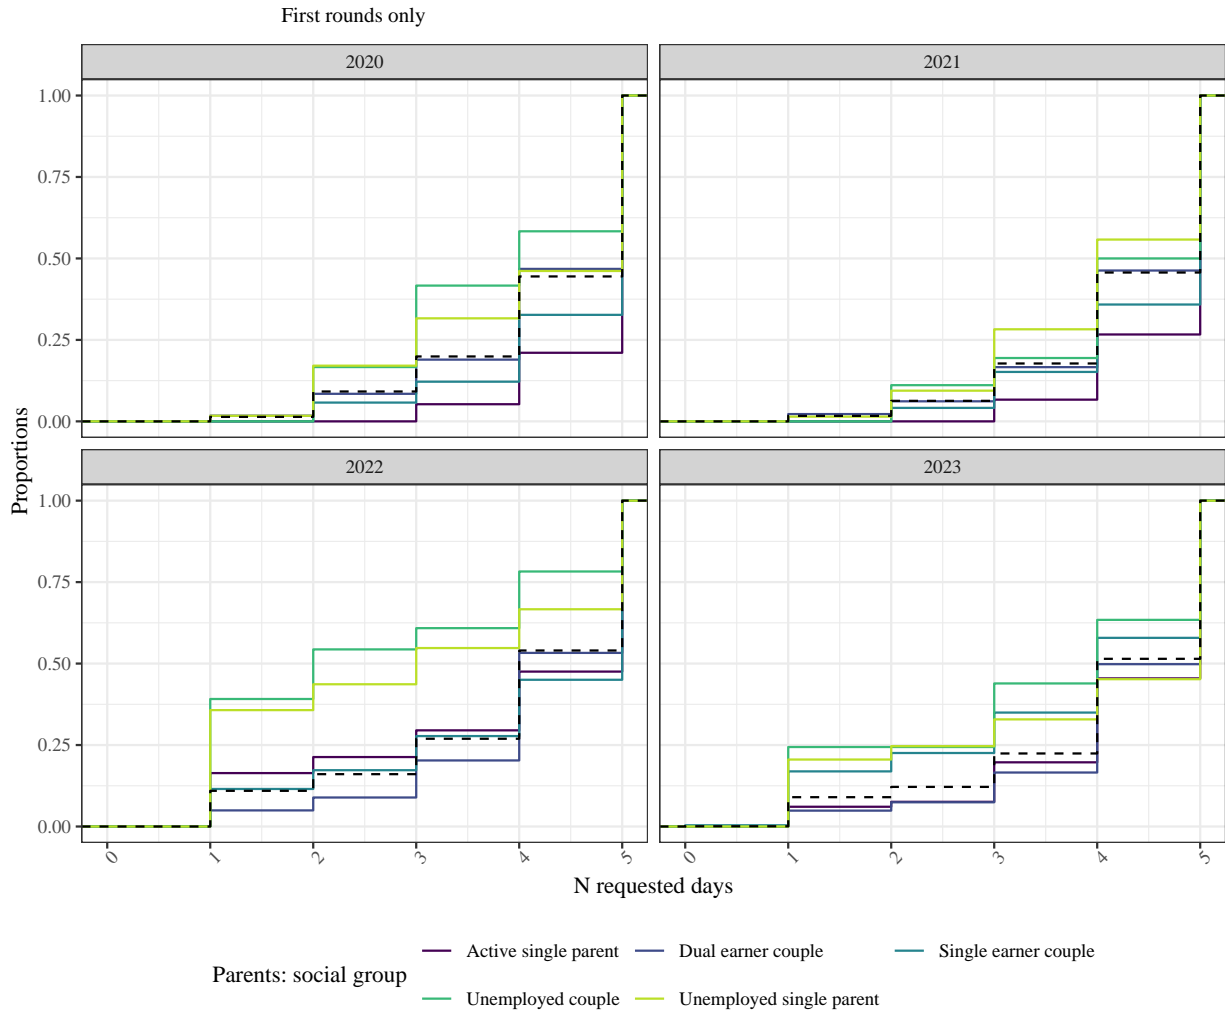 First rounds only
2020
2021
1.00
0.75
0.50
0.25
0.00
2022
2023
1.00
0.75
0.50
0.25
0.00
Proportions
0 1 2 3 4 5
0 1 2 3 4 5
N requested days
Parents: social group
Active single parent
Dual earner couple
Single earner couple
Unemployed couple
Unemployed single parent